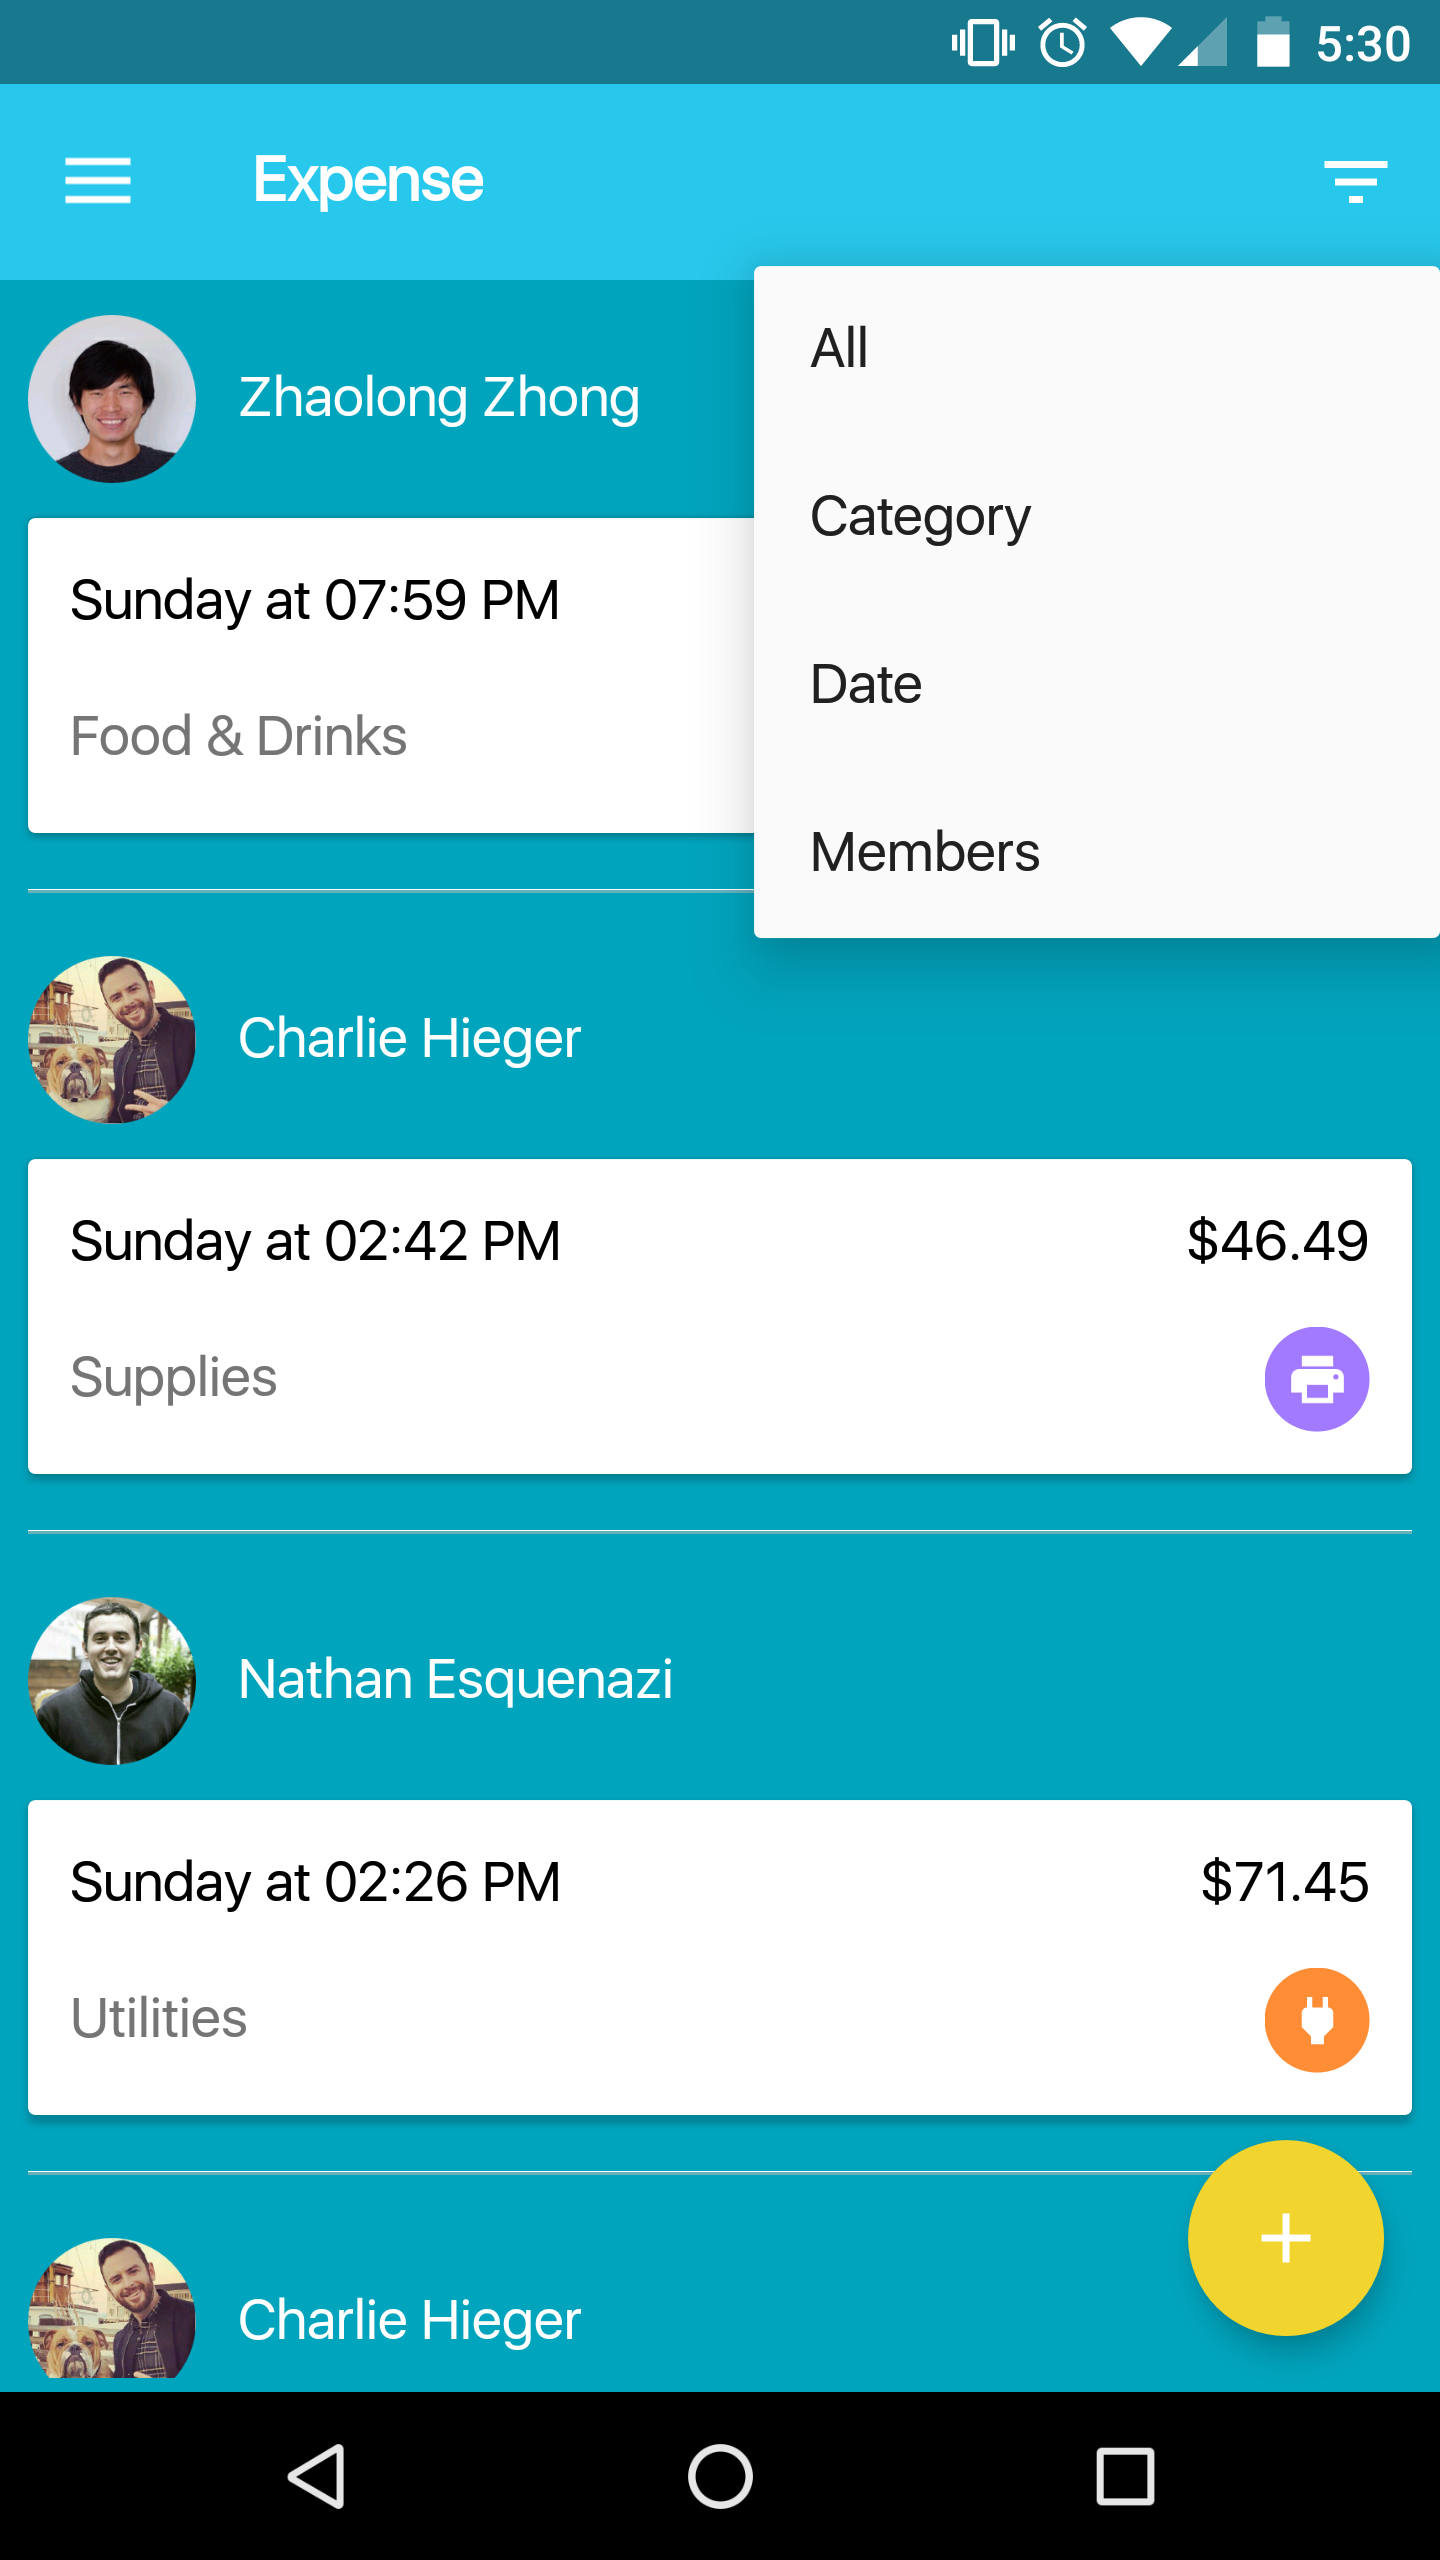 5:30
Expense
All
Category
Date
Members
Zhaolong Zhong
Sunday at 07:59 PM
Food & Drinks
Charlie Hieger
Sunday at 02:42 PM $46.49
Supplies
Nathan Esquenazi
Sunday at 02:26 PM $71.45
Utilities
Charlie Hieger